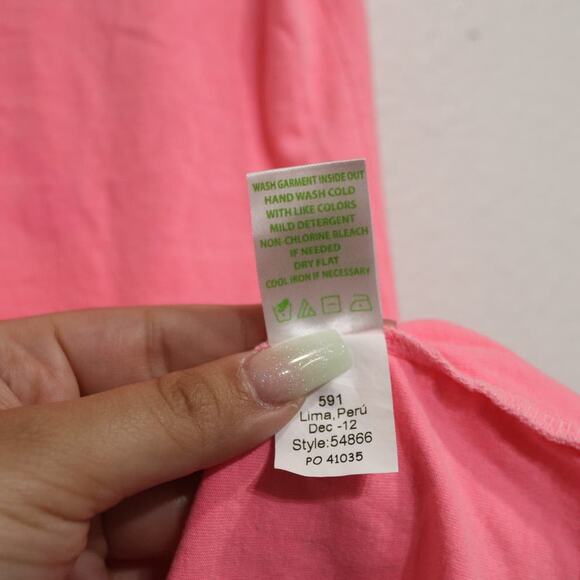 WASH GARMENT INSIDE OUT
HAND WASH COLD
WITH LIKE COLORS
MILD DETERGENT
NON-CHLORINE BLEACH
IF NEEDED
DRY FLAT
COOL IRON IF NECESSARY
591
Lima,Perú
Dec -12
Style:54866
PO 41035